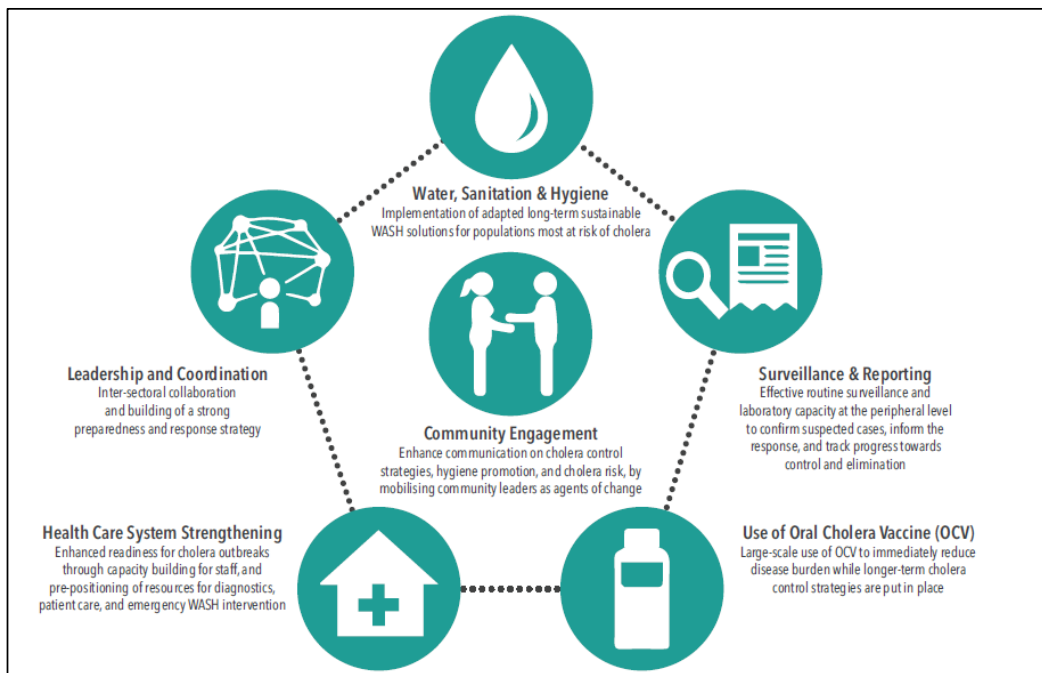 Water, Sanitation & Hygiene
Implementation of adapted long-term sustainable
WASH solutions for populations most at risk of cholera
Leadership and Coordination
Inter-sectoral collaboration
and building of a strong
preparedness and response strategy
Surveillance & Reporting
Effective routine surveillance and
laboratory capacity at the peripheral level
to confirm suspected cases, inform the
response, and track progress towards
control and elimination
Community Engagement
Enhance communication on cholera control
strategies, hygiene promotion, and cholera risk, by
mobilising community leaders as agents of change
Health Care System Strengthening
Enhanced readiness for cholera outbreaks
through capacity building for staff, and
pre-positioning of resources for diagnostics,
patient care, and emergency WASH intervention
Use of Oral Cholera Vaccine (OCV)
Large-scale use of OCV to immediately reduce
disease burden while longer-term cholera
control strategies are put in place